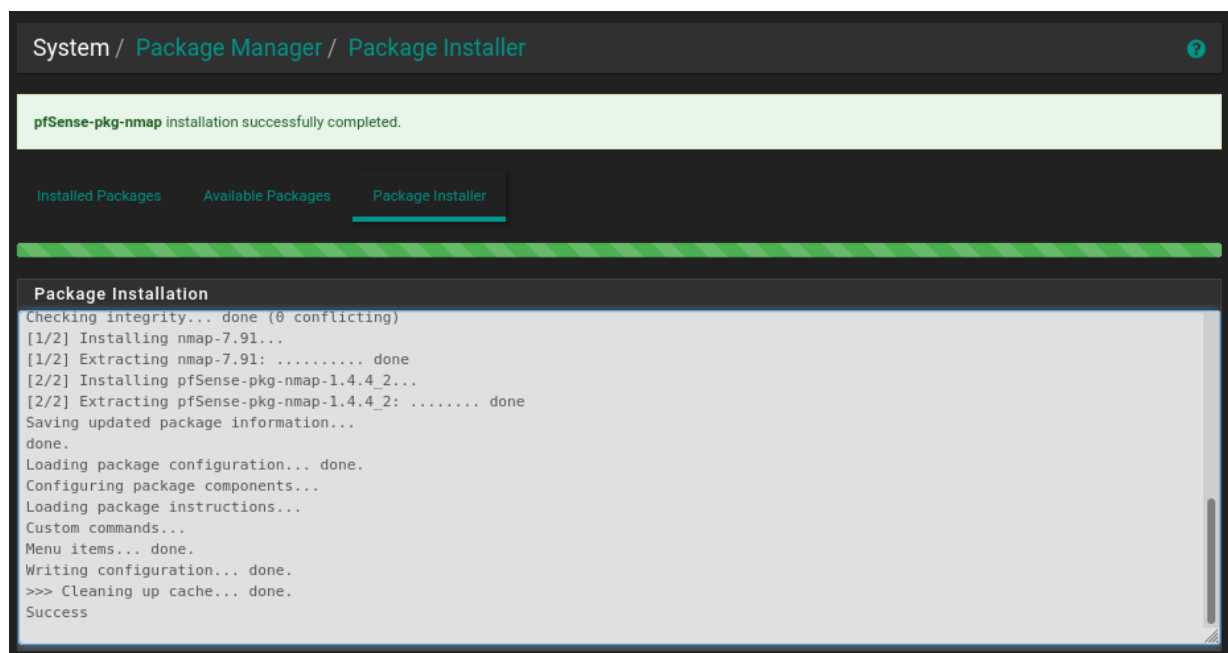 System / Package Manager / Package Installer
pfSense-pkg-nmap installation successfully completed.
Installed Packages Available Packages Package Installer
Package Installation
Checking integrity... done (0 conflicting)
[1/2] Installing nmap-7.91...
[1/2] Extracting nmap-7.91: .......... done
[2/2] Installing pfSense-pkg-nmap-1.4.4_2...
[2/2] Extracting pfSense-pkg-nmap-1.4.4_2: ........ done
Saving updated package information...
done.
Loading package configuration... done.
Configuring package components...
Loading package instructions...
Custom commands...
Menu items... done.
Writing configuration... done.
>>> Cleaning up cache... done.
Success